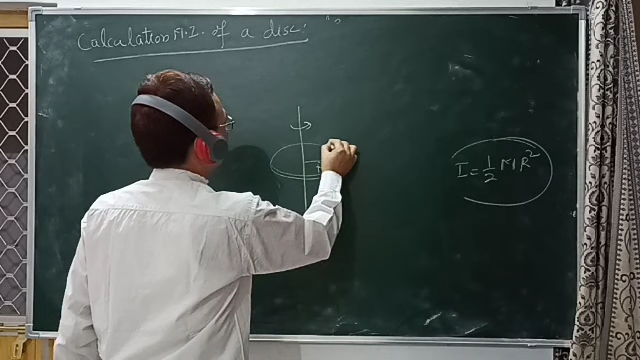 Calculation M.I. of a disc:
I = 1/2 MR²